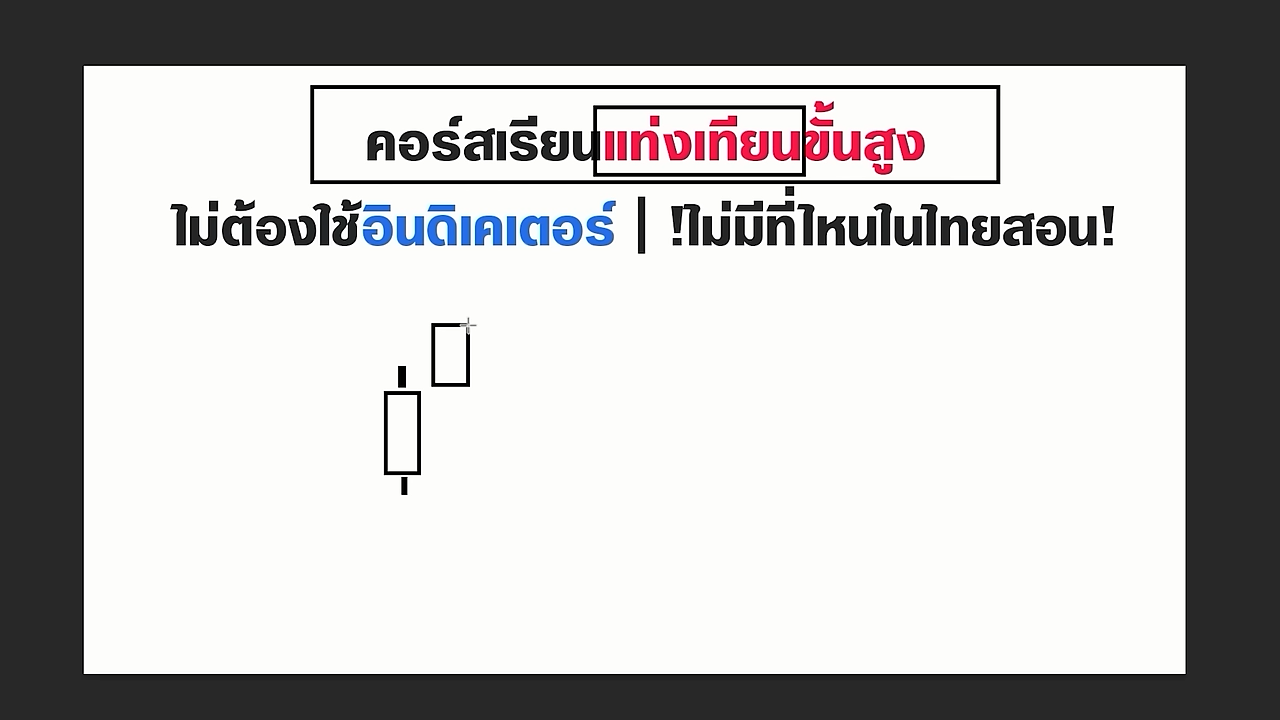 คอร์สเรียนแท่งเทียนขั้นสูง
ไม่ต้องใช้อินดิเคเตอร์ | !ไม่มีที่ไหนในไทยสอน!